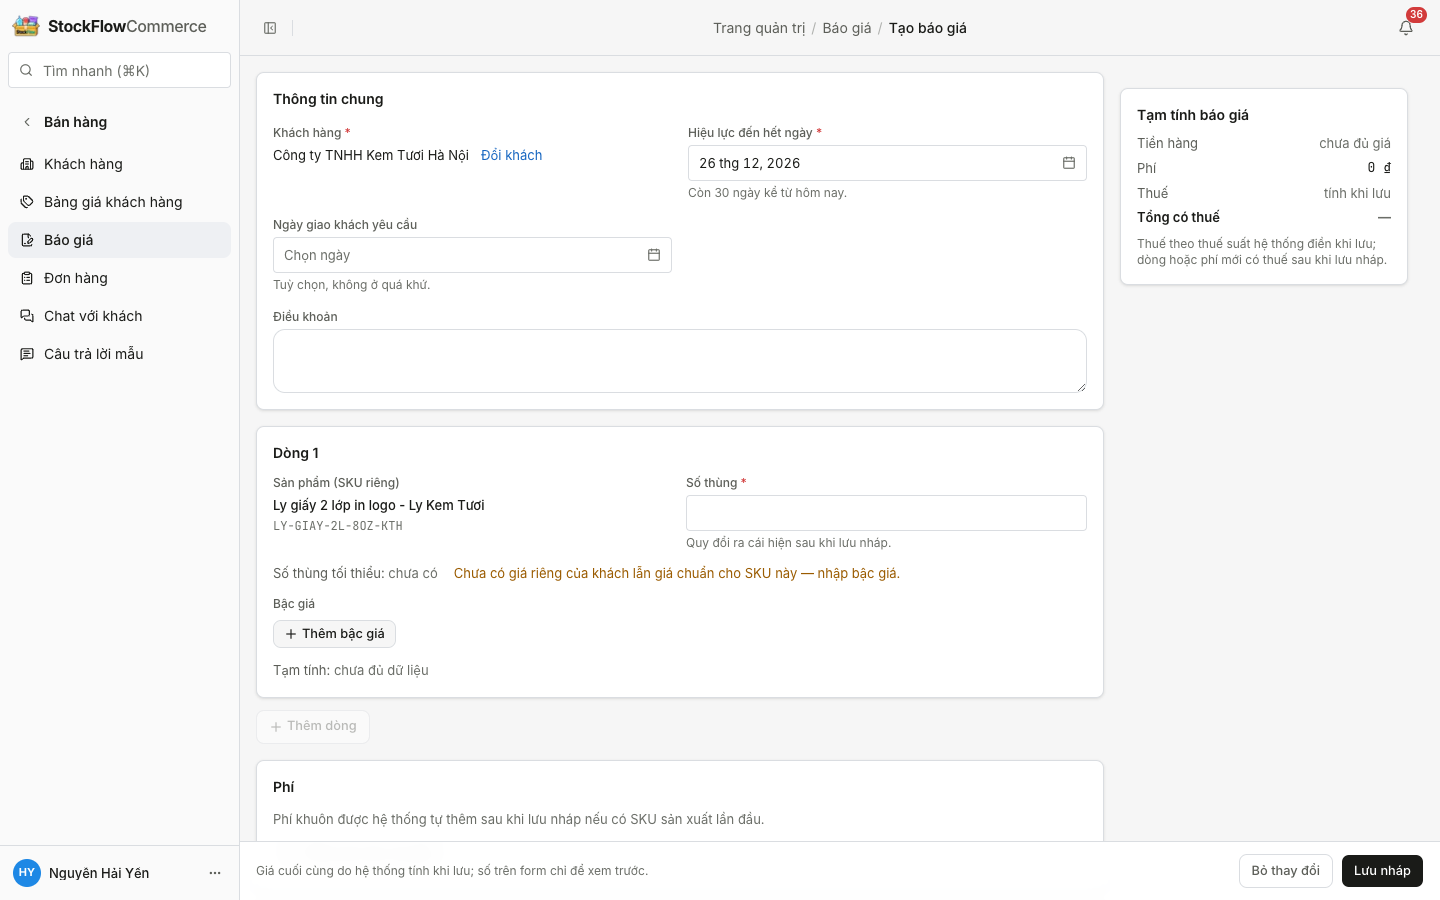 StockFlowCommerce
Tìm nhanh (⌘K)
Bán hàng
Khách hàng
Bảng giá khách hàng
Báo giá
Đơn hàng
Chat với khách
Câu trả lời mẫu
HY
Nguyễn Hải Yến
Trang quản trị / Báo giá / Tạo báo giá
36
Thông tin chung
Khách hàng *
Công ty TNHH Kem Tươi Hà Nội Đổi khách
Hiệu lực đến hết ngày *
26 thg 12, 2026
Còn 30 ngày kể từ hôm nay.
Ngày giao khách yêu cầu
Chọn ngày
Tuỳ chọn, không ở quá khứ.
Điều khoản
Dòng 1
Sản phẩm (SKU riêng)
Ly giấy 2 lớp in logo - Ly Kem Tươi
LY-GIAY-2L-8OZ-KTH
Số thùng *
Quy đổi ra cái hiện sau khi lưu nháp.
Số thùng tối thiểu: chưa có Chưa có giá riêng của khách lẫn giá chuẩn cho SKU này — nhập bậc giá.
Bậc giá
Thêm bậc giá
Tạm tính: chưa đủ dữ liệu
Thêm dòng
Phí
Phí khuôn được hệ thống tự thêm sau khi lưu nháp nếu có SKU sản xuất lần đầu.
Tạm tính báo giá
Tiền hàng chưa đủ giá
Phí 0 ₫
Thuế tính khi lưu
Tổng có thuế —
Thuế theo thuế suất hệ thống điền khi lưu;
dòng hoặc phí mới có thuế sau khi lưu nháp.
Giá cuối cùng do hệ thống tính khi lưu; số trên form chỉ để xem trước.
Bỏ thay đổi
Lưu nháp